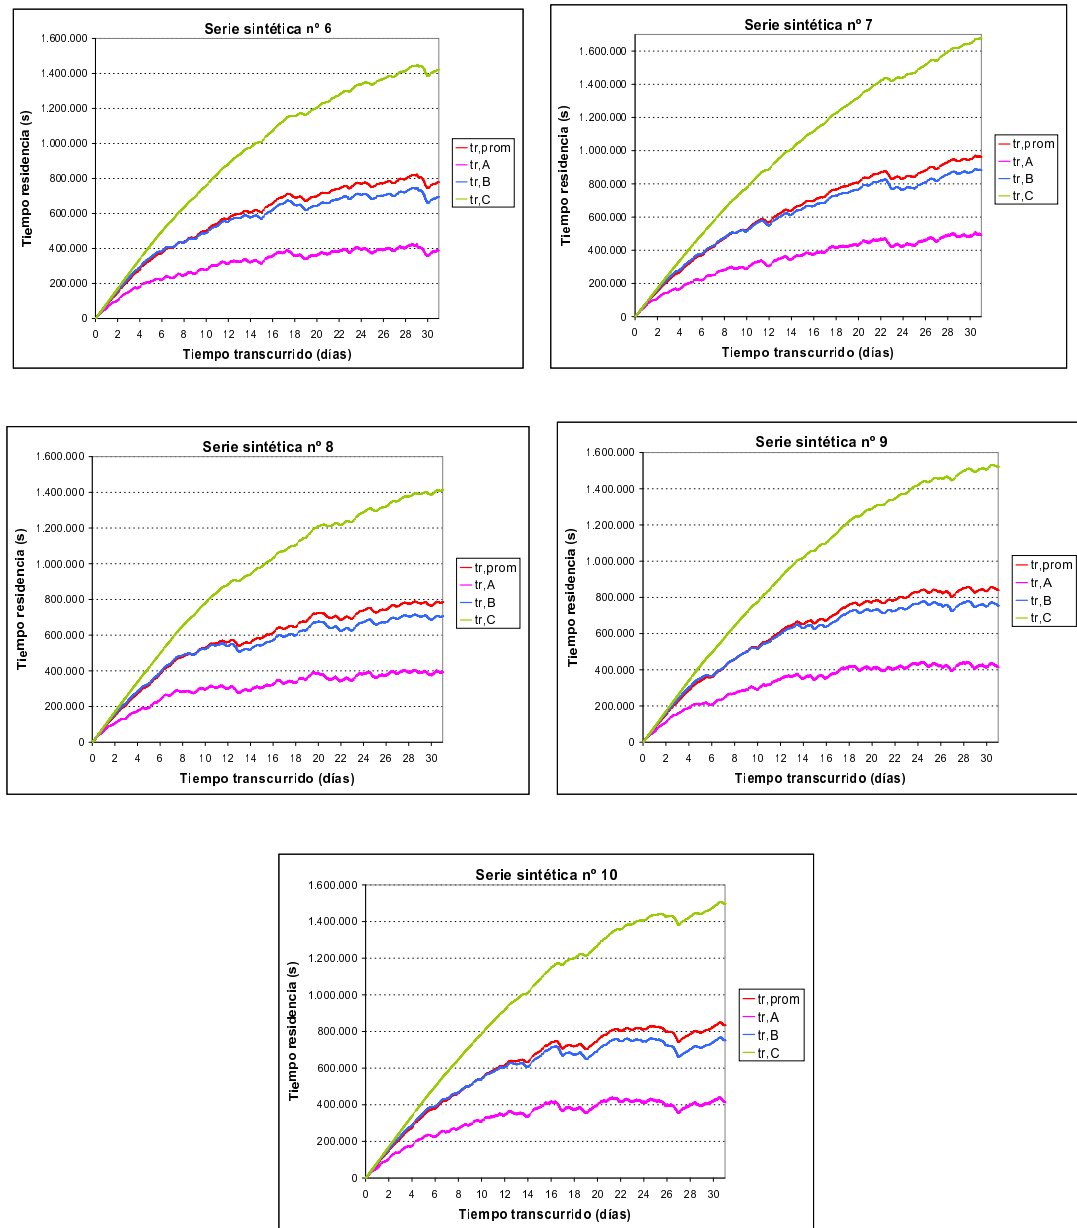 Serie sintética nº 6
1.600.000
1.400.000
1.200.000
1.000.000
800.000
600.000
400.000
200.000
0
0 2 4 6 8 10 12 14 16 18 20 22 24 26 28 30
Tiempo transcurrido (días)
Tiempo residencia (s)
tr,prom
tr,A
tr,B
tr,C
Serie sintética nº 7
1.600.000
1.400.000
1.200.000
1.000.000
800.000
600.000
400.000
200.000
0
0 2 4 6 8 10 12 14 16 18 20 22 24 26 28 30
Tiempo transcurrido (días)
Tiempo residencia (s)
tr,prom
tr,A
tr,B
tr,C
Serie sintética nº 8
1.600.000
1.400.000
1.200.000
1.000.000
800.000
600.000
400.000
200.000
0
0 2 4 6 8 10 12 14 16 18 20 22 24 26 28 30
Tiempo transcurrido (días)
Tiempo residencia (s)
tr,prom
tr,A
tr,B
tr,C
Serie sintética nº 9
1.600.000
1.400.000
1.200.000
1.000.000
800.000
600.000
400.000
200.000
0
0 2 4 6 8 10 12 14 16 18 20 22 24 26 28 30
Tiempo transcurrido (días)
Tiempo residencia (s)
tr,prom
tr,A
tr,B
tr,C
Serie sintética nº 10
1.600.000
1.400.000
1.200.000
1.000.000
800.000
600.000
400.000
200.000
0
0 2 4 6 8 10 12 14 16 18 20 22 24 26 28 30
Tiempo transcurrido (días)
Tiempo residencia (s)
tr,prom
tr,A
tr,B
tr,C